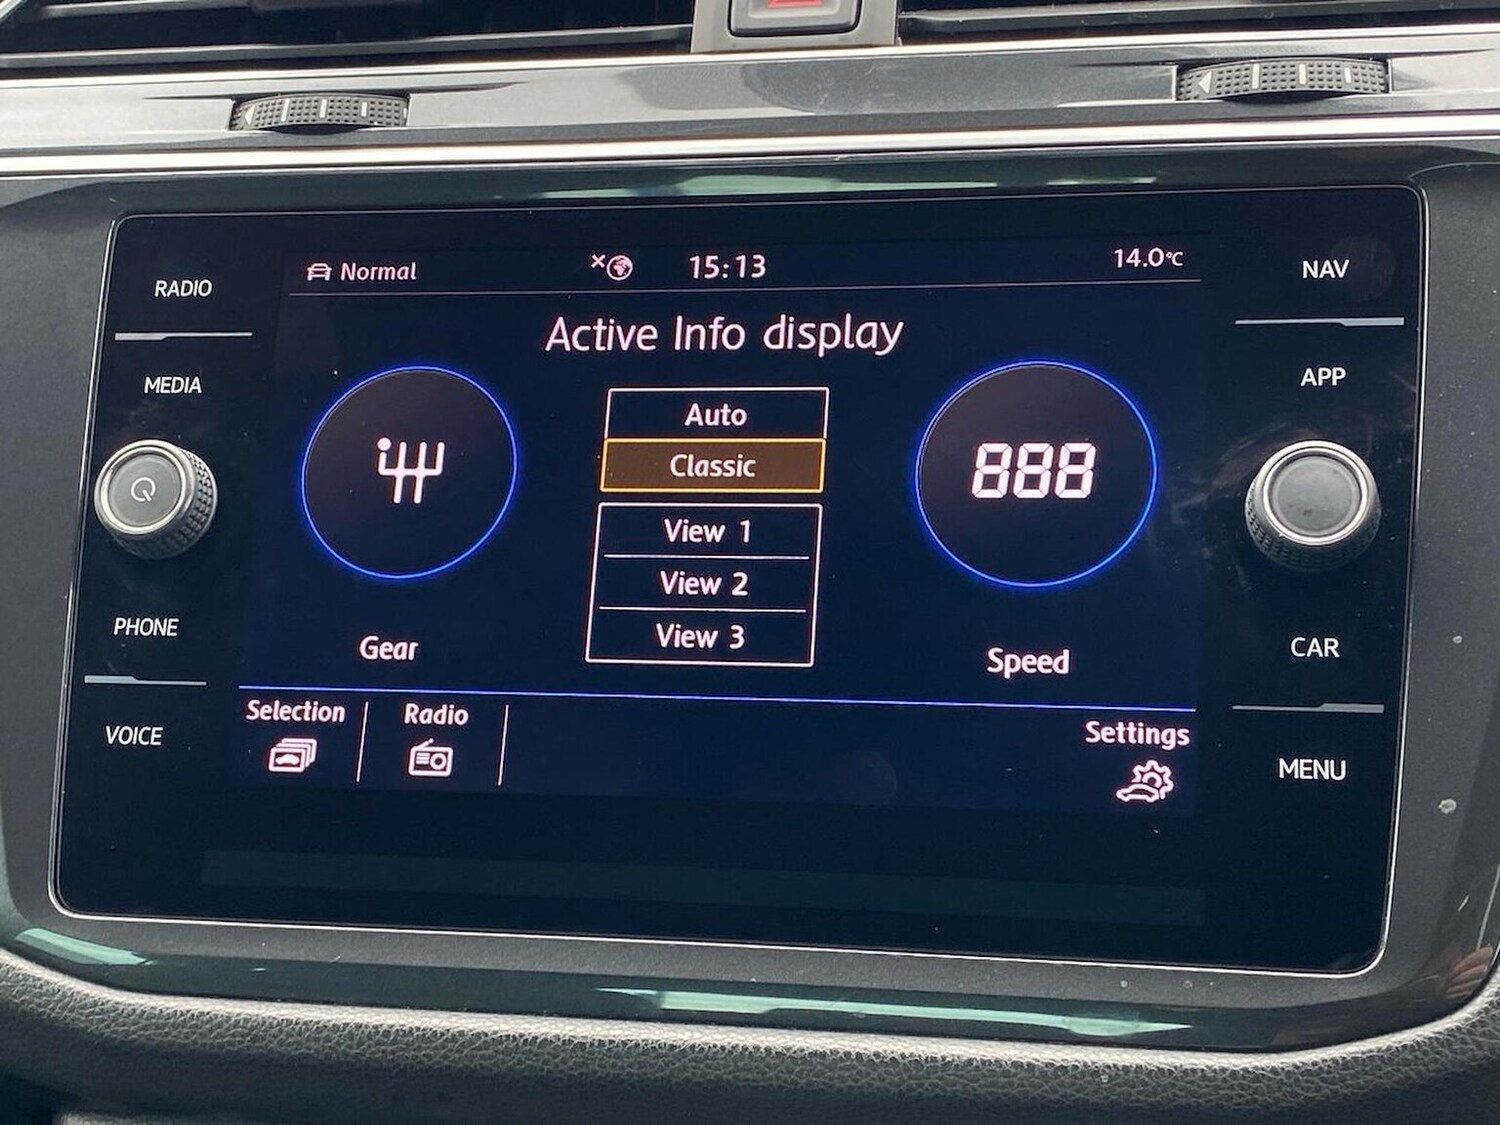 RADIO
MEDIA
PHONE
VOICE
Normal
15:13
14.0°C
Active Info display
Auto
Classic
View 1
View 2
View 3
888
Gear
Speed
Selection
Radio
Settings
NAV
APP
CAR
MENU